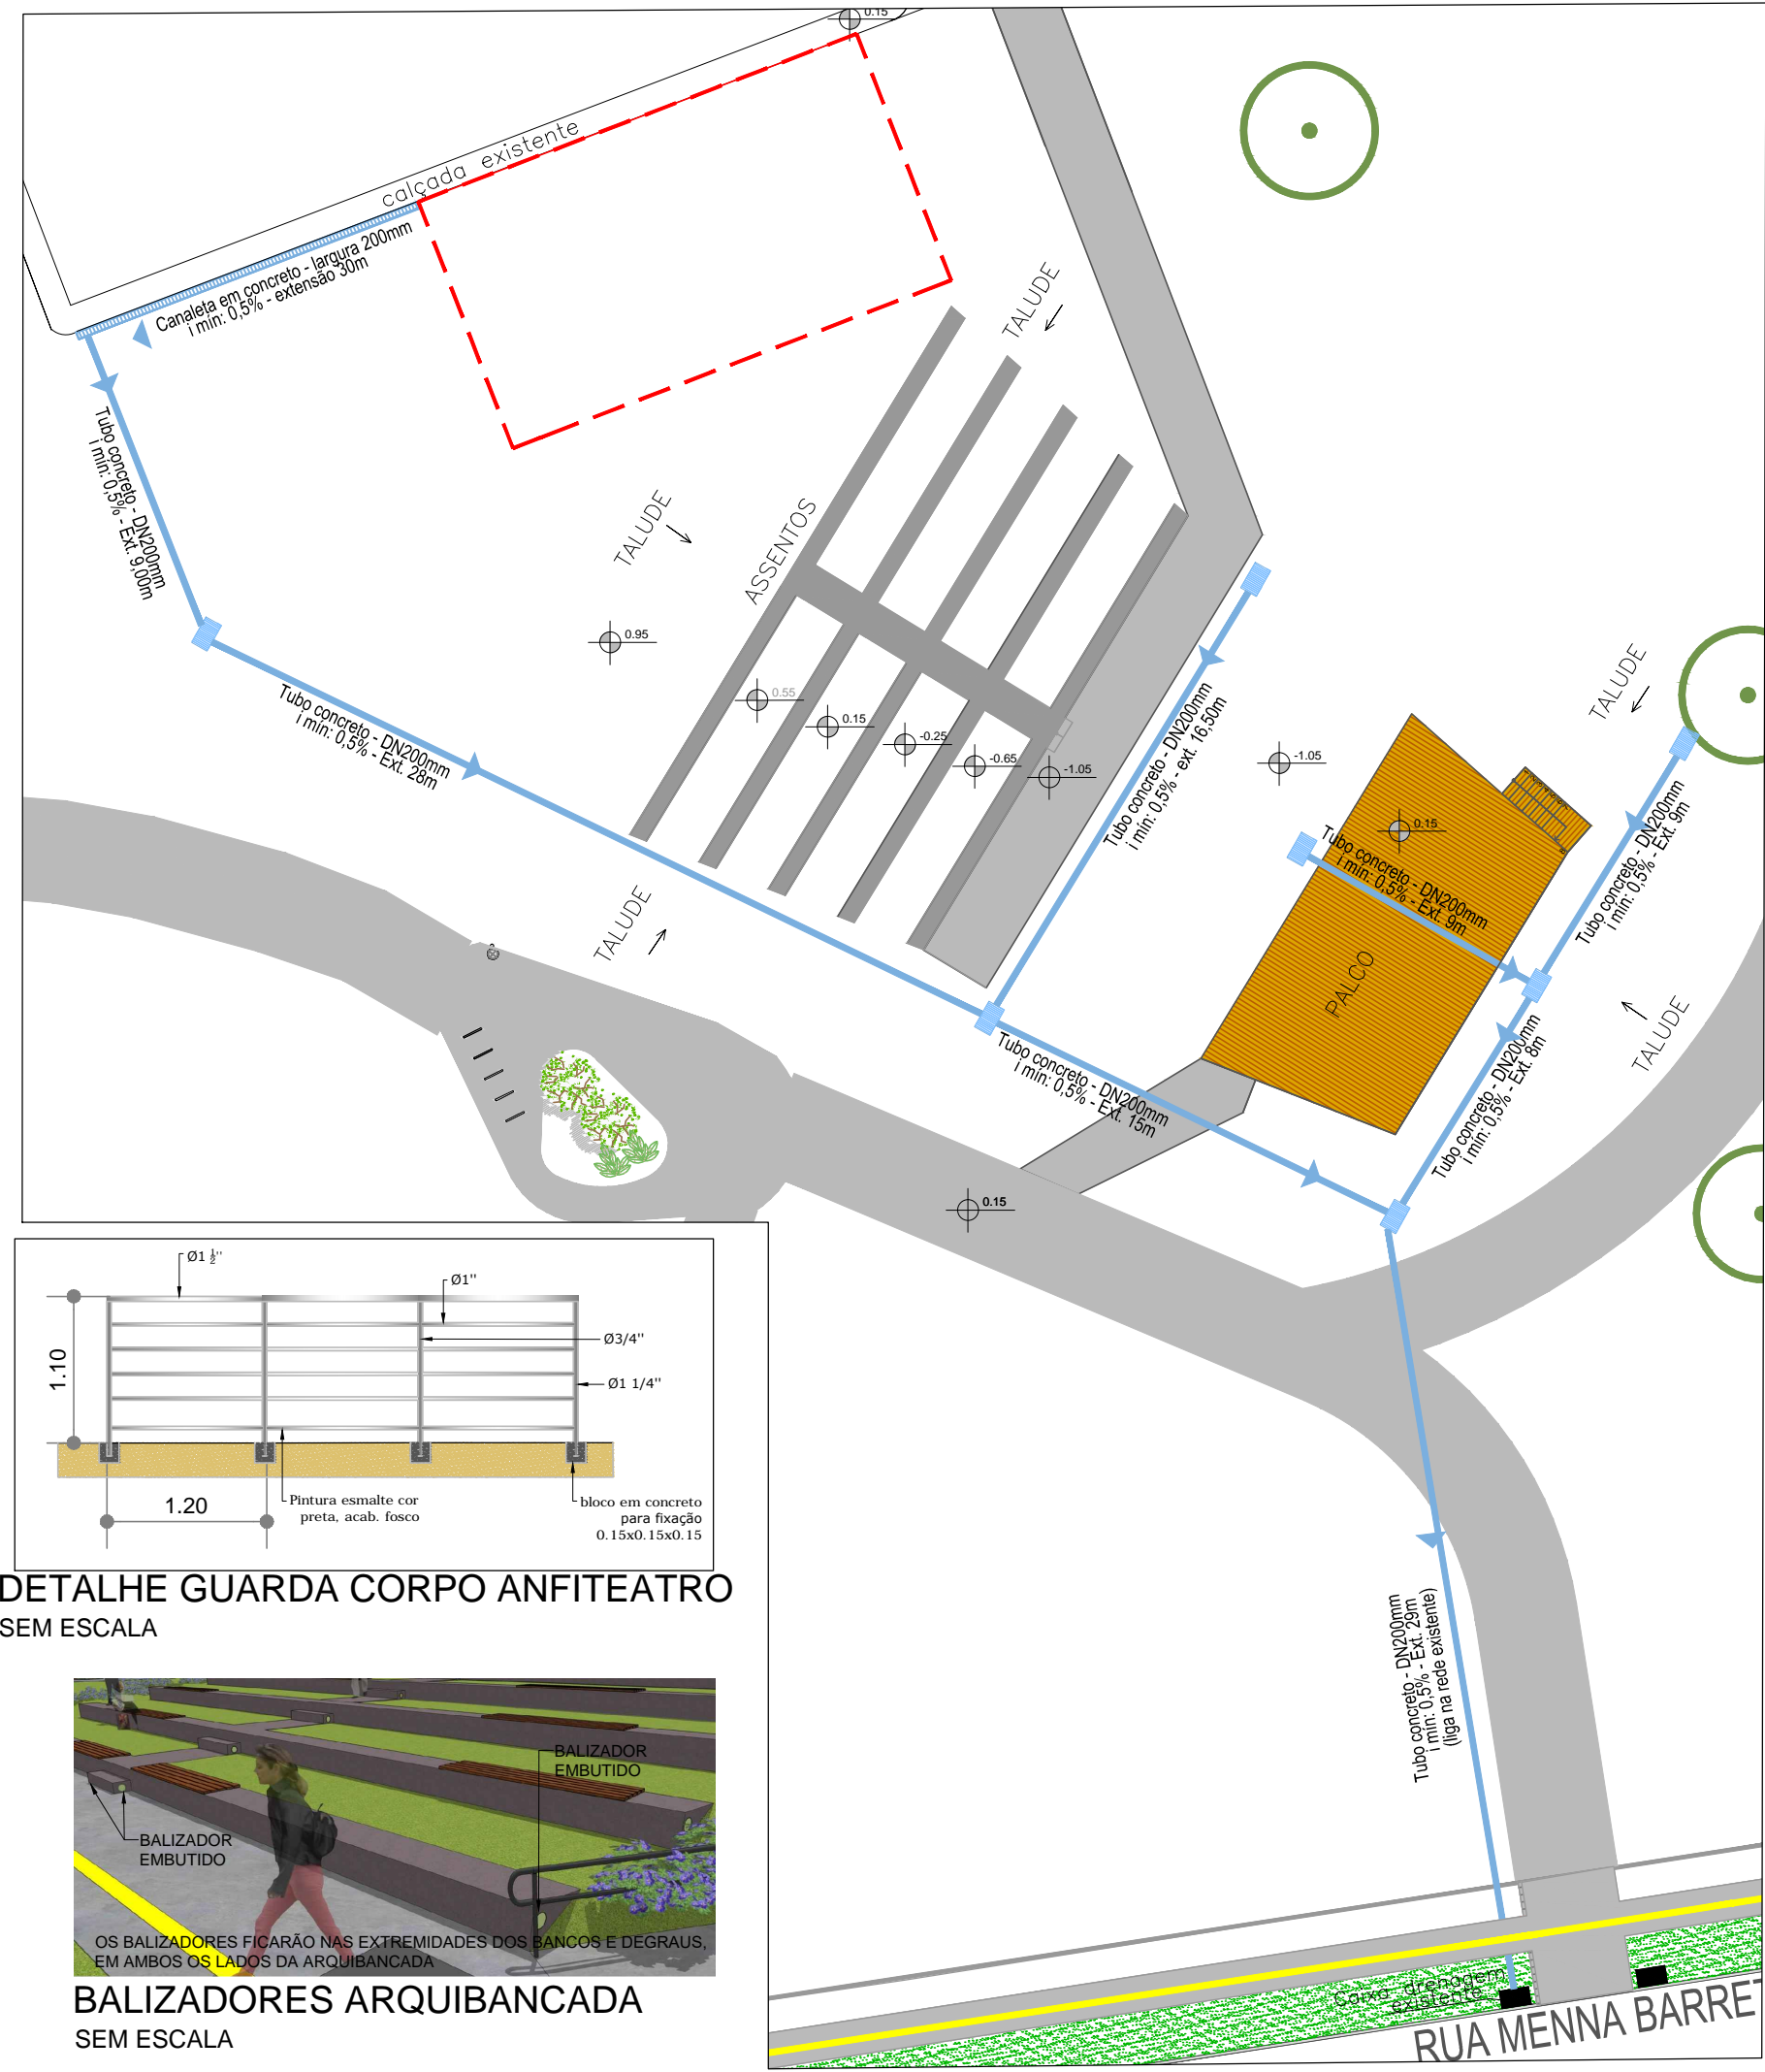 0.15
calçada existente
Canaleta em concreto - largura 200mm
i min: 0,5% - extensão 30m
Tubo concreto - DN200mm
i min: 0,5% - Ext. 9,00m
TALUDE
TALUDE
ASSENTOS
0.95
0.55
0.15
-0.25
-0.65
-1.05
Tubo concreto - DN200mm
i min: 0,5% - Ext. 28m
Tubo concreto - DN200mm
i min: 0,5% - ext. 16,50m
-1.05
TALUDE
0.15
Tubo concreto - DN200mm
i min: 0,5% - Ext. 9m
Tubo concreto - DN200mm
i min: 0,5% - Ext. 9m
PALCO
TALUDE
TALUDE
Tubo concreto - DN200mm
i min: 0,5% - Ext. 15m
Tubo concreto - DN200mm
i min: 0,5% - Ext. 8m
0.15
Ø1 1/2''
Ø1''
Ø3/4''
Ø1 1/4''
1.10
1.20
Pintura esmalte cor
preta, acab. fosco
bloco em concreto
para fixação
0.15x0.15x0.15
DETALHE GUARDA CORPO ANFITEATRO
SEM ESCALA
Tubo concreto - DN200mm
i min: 0,5% - Ext. 29m
(liga na rede existente)
BALIZADOR
EMBUTIDO
BALIZADOR
EMBUTIDO
OS BALIZADORES FICARÃO NAS EXTREMIDADES DOS BANCOS E DEGRAUS,
EM AMBOS OS LADOS DA ARQUIBANCADA
BALIZADORES ARQUIBANCADA
SEM ESCALA
Caixa drenagem
existente
RUA MENNA BARRET